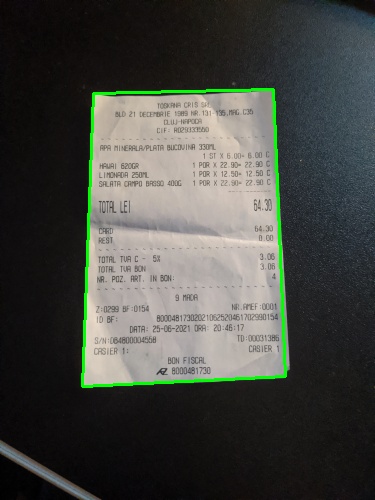 TOSKANA CRIS SRL
BLD 21 DECEMBRIE 1989 NR.131-135,MAG.C35
CLUJ-NAPOCA
CIF: RO29333550
APA MINERALA/PLATA BUCOVINA 330ML
1 ST X 6.00= 6.00 C
HAWAI 620GR 1 POR X 22.90= 22.90 C
LIMONADA 250ML 1 POR X 12.50= 12.50 C
SALATA CAMPO BASSO 400G 1 POR X 22.90= 22.90 C
TOTAL LEI 64.30
CARD 64.30
REST 0.00
TOTAL TVA C - 5% 3.06
TOTAL TVA BON 3.06
NR. POZ. ART. IN BON: 4
9 MADA
Z:0299 BF:0154 NR.AMEF:0001
ID BF: 80004817302021062520461702990154
DATA: 25-06-2021 ORA: 20:46:17
S/N:084800004558 TD:00031386
CASIER 1: CASIER 1
BON FISCAL
8000481730